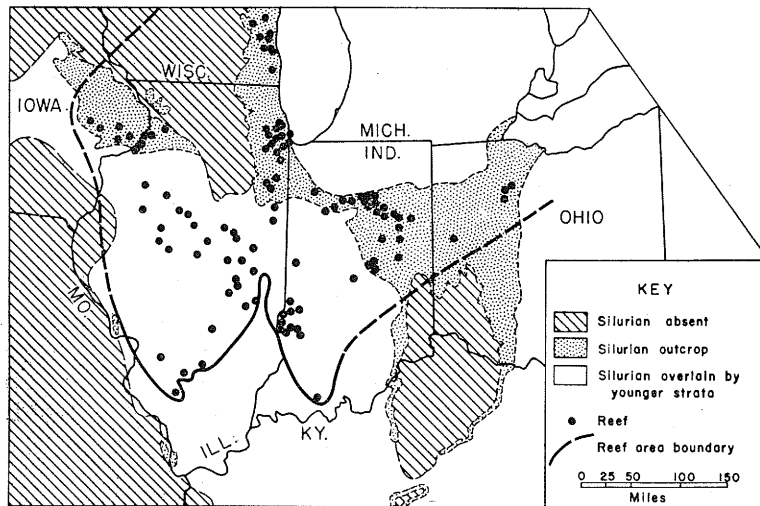 WISC.
IOWA.
MICH.
IND.
OHIO
MO.
ILL.
KY.
KEY
Silurian absent
Silurian outcrop
Silurian overlain by
younger strata
Reef
Reef area boundary
0 25 50 100 150
Miles